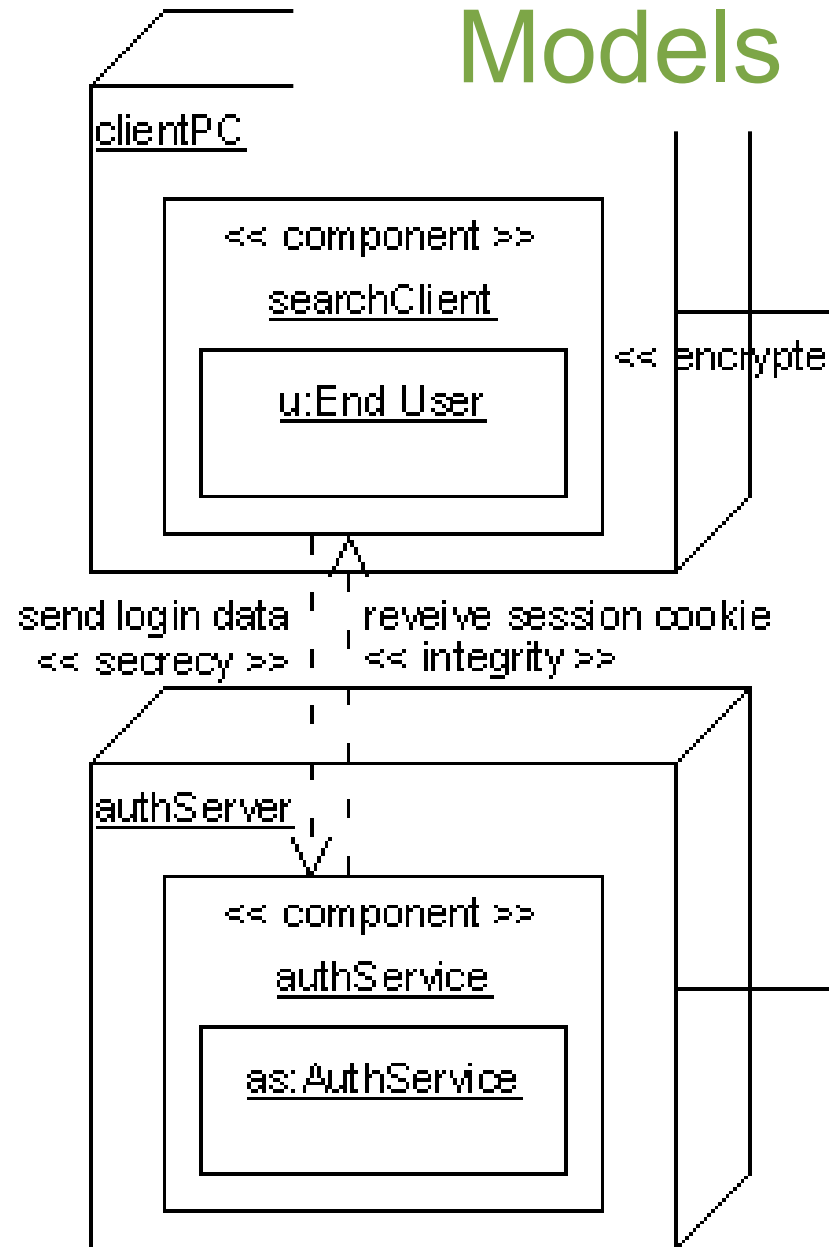 Models
clientPC
<< component >>
searchClient
<< encrypte
u:End User
send login data
<< secrecy >>
reveive session cookie
<< integrity >>
authServer
<< component >>
authService
as:AuthService